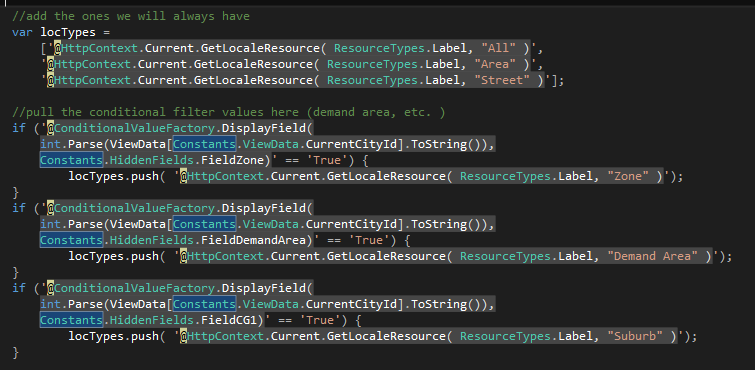 //add the ones we will always have
var locTypes =
['@HttpContext.Current.GetLocaleResource( ResourceTypes.Label, "All" )',
'@HttpContext.Current.GetLocaleResource( ResourceTypes.Label, "Area" )',
'@HttpContext.Current.GetLocaleResource( ResourceTypes.Label, "Street" )'];
//pull the conditional filter values here (demand area, etc. )
if ('@ConditionalValueFactory.DisplayField(
int.Parse(ViewData[Constants.ViewData.CurrentCityId].ToString()),
Constants.HiddenFields.FieldZone)' == 'True') {
locTypes.push( '@HttpContext.Current.GetLocaleResource( ResourceTypes.Label, "Zone" )');
}
if ('@ConditionalValueFactory.DisplayField(
int.Parse(ViewData[Constants.ViewData.CurrentCityId].ToString()),
Constants.HiddenFields.FieldDemandArea)' == 'True') {
locTypes.push( '@HttpContext.Current.GetLocaleResource( ResourceTypes.Label, "Demand Area" )');
}
if ('@ConditionalValueFactory.DisplayField(
int.Parse(ViewData[Constants.ViewData.CurrentCityId].ToString()),
Constants.HiddenFields.FieldCG1)' == 'True') {
locTypes.push( '@HttpContext.Current.GetLocaleResource( ResourceTypes.Label, "Suburb" )');
}